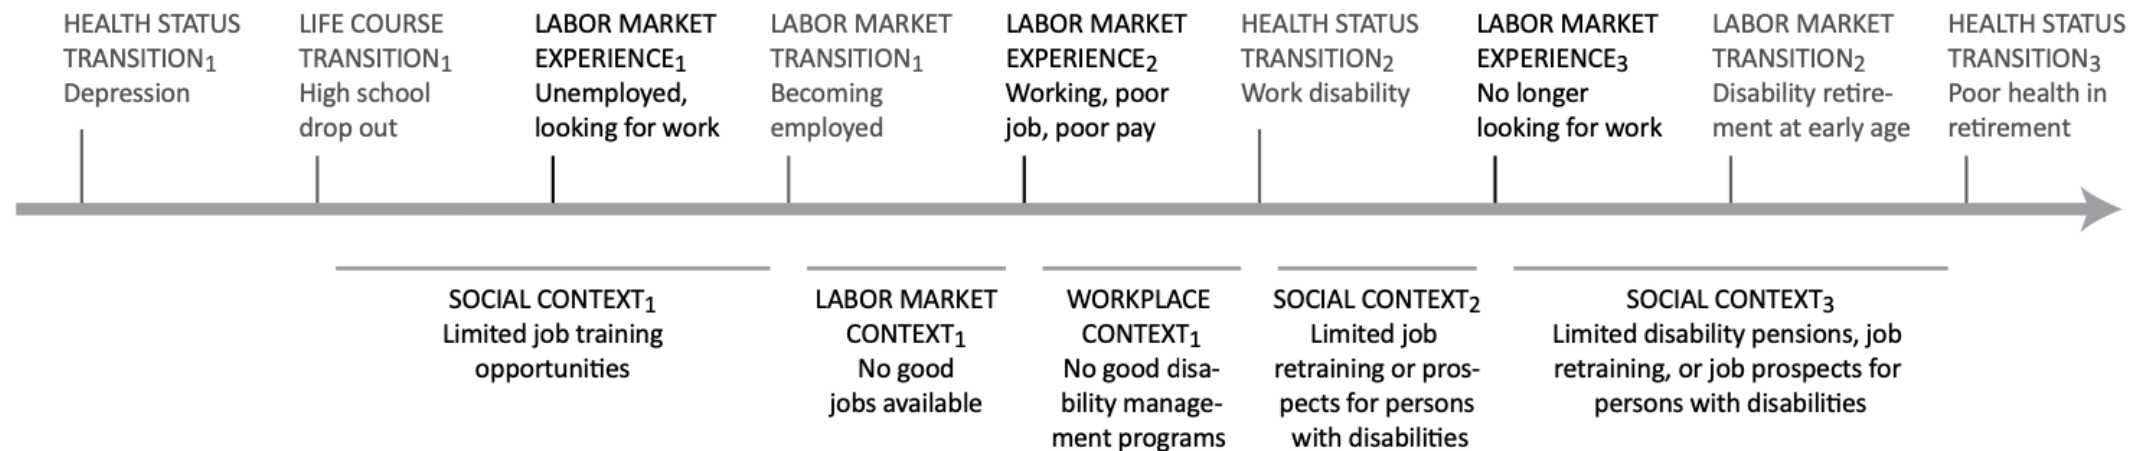 HEALTH STATUS
TRANSITION₁
Depression
LIFE COURSE
TRANSITION₁
High school
drop out
LABOR MARKET
EXPERIENCE₁
Unemployed,
looking for work
LABOR MARKET
TRANSITION₁
Becoming
employed
LABOR MARKET
EXPERIENCE₂
Working, poor
job, poor pay
HEALTH STATUS
TRANSITION₂
Work disability
LABOR MARKET
EXPERIENCE₃
No longer
looking for work
LABOR MARKET
TRANSITION₂
Disability retire-
ment at early age
HEALTH STATUS
TRANSITION₃
Poor health in
retirement
SOCIAL CONTEXT₁
Limited job training
opportunities
LABOR MARKET
CONTEXT₁
No good
jobs available
WORKPLACE
CONTEXT₁
No good disa-
bility manage-
ment programs
SOCIAL CONTEXT₂
Limited job
retraining or pros-
pects for persons
with disabilities
SOCIAL CONTEXT₃
Limited disability pensions, job
retraining, or job prospects for
persons with disabilities